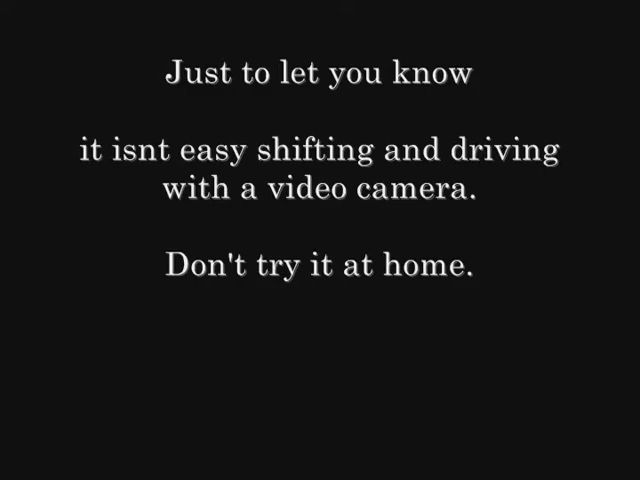 Just to let you know
it isnt easy shifting and driving
with a video camera.
Don't try it at home.